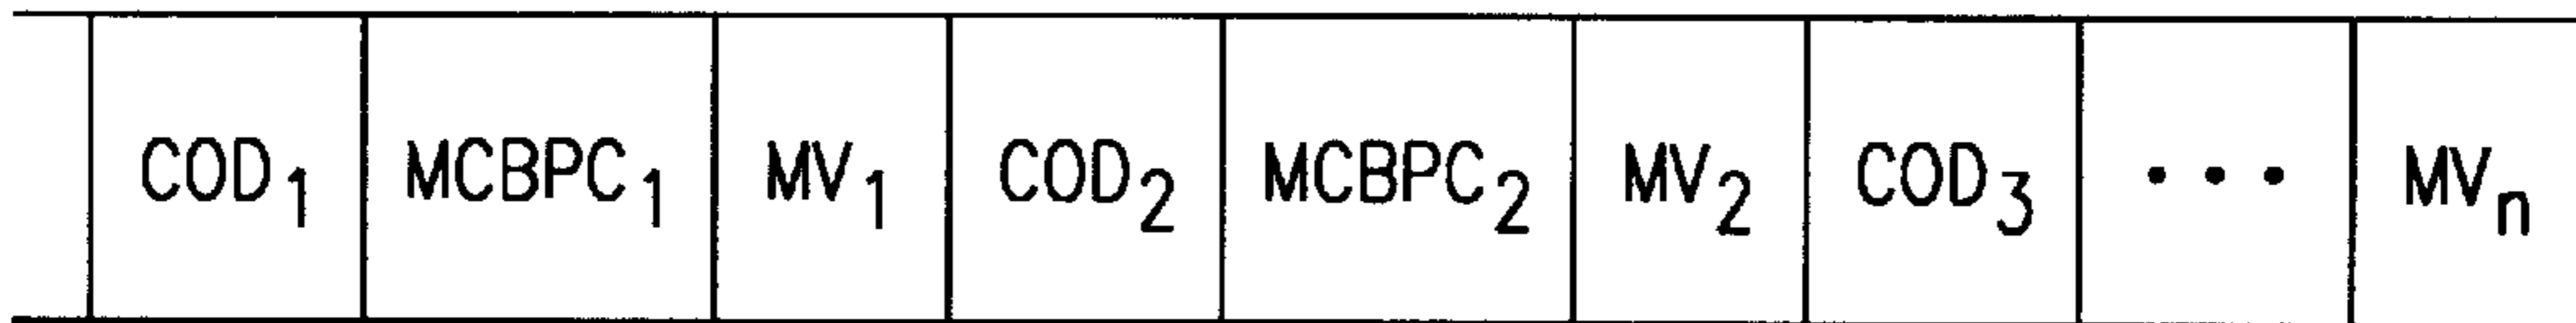 COD₁ MCBPC₁ MV₁ COD₂ MCBPC₂ MV₂ COD₃ • • • MVₙ